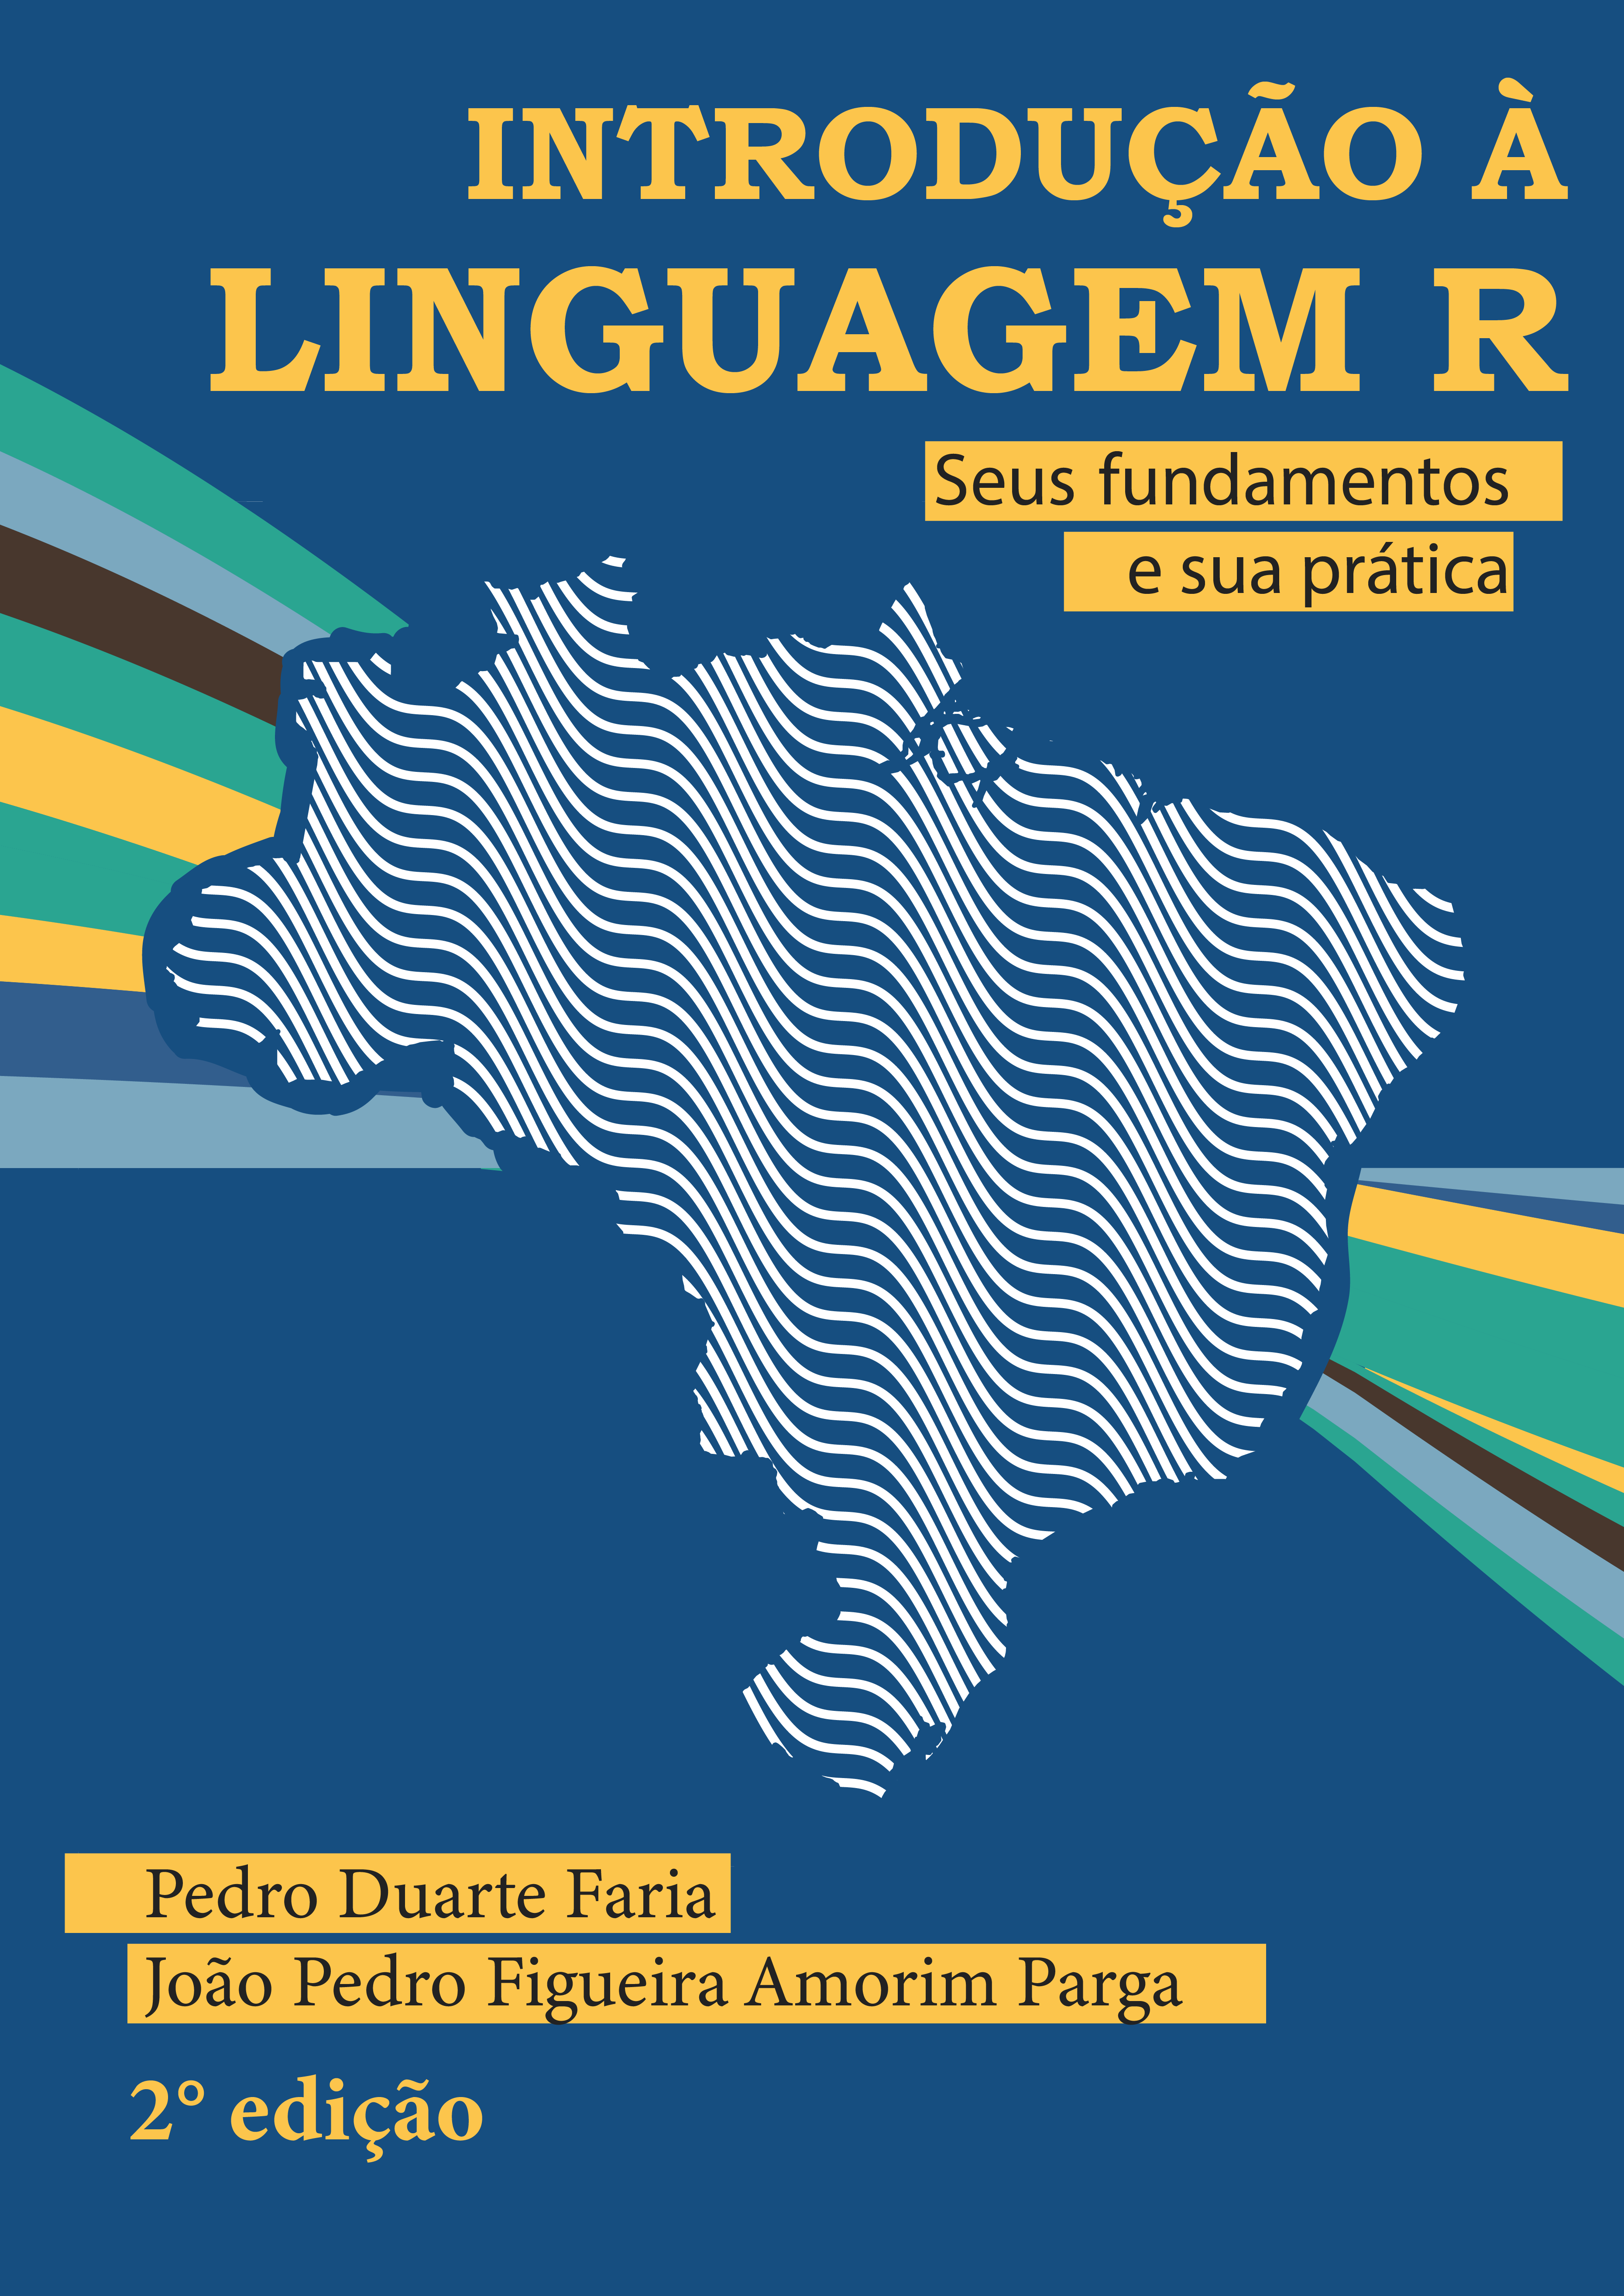 INTRODUÇÃO À
LINGUAGEM R
Seus fundamentos
e sua prática
Pedro Duarte Faria
João Pedro Figueira Amorim Parga
2° edição